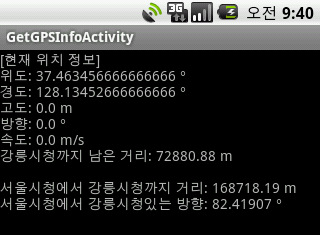 3G 오전 9:40
GetGPSInfoActivity
[현재 위치 정보]
위도: 37.463456666666666 º
경도: 128.13452666666666 º
고도: 0.0 m
방향: 0.0 º
속도: 0.0 m/s
강릉시청까지 남은 거리: 72880.88 m
서울시청에서 강릉시청까지 거리: 168718.19 m
서울시청에서 강릉시청있는 방향: 82.41907 º